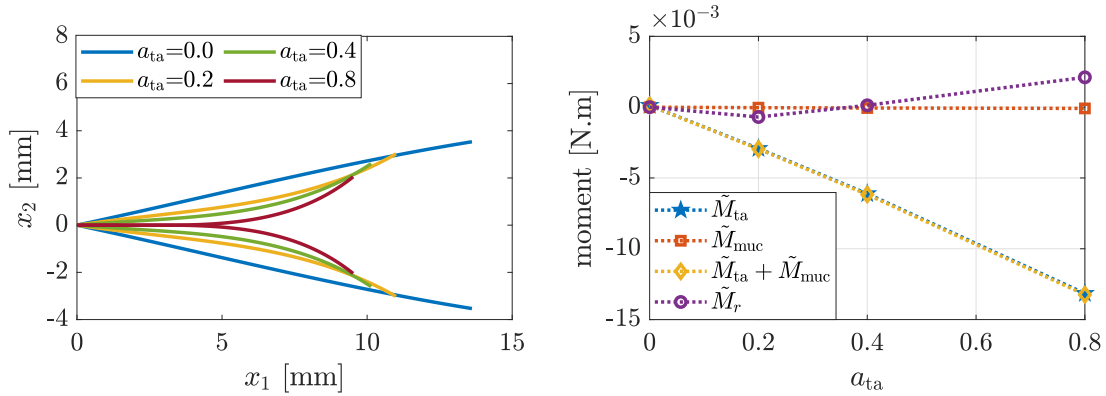 8
6
4
2
0
-2
-4
0
5
10
15
x₂ [mm]
x₁ [mm]
a_ta=0.0
a_ta=0.4
a_ta=0.2
a_ta=0.8
×10⁻³
5
0
-5
-10
-15
0
0.2
0.4
0.6
0.8
moment [N.m]
a_ta
M̃_ta
M̃_muc
M̃_ta + M̃_muc
M̃_r